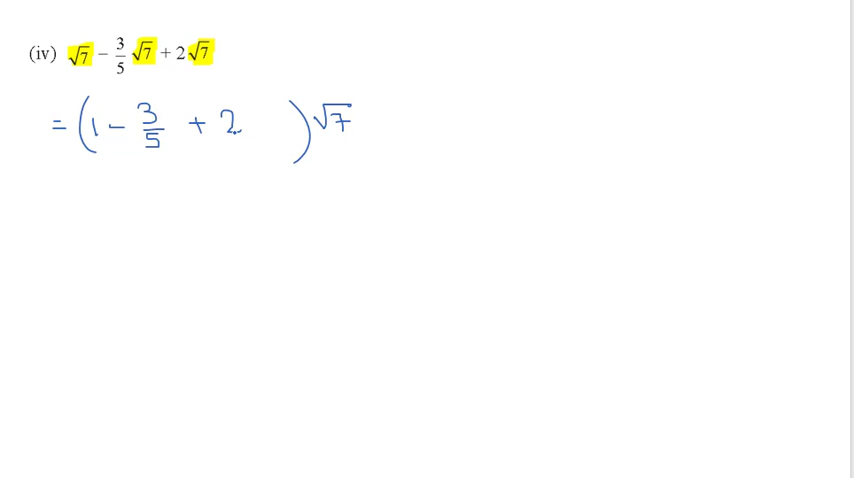 (iv) √7 − 3/5 √7 + 2√7
= (1 − 3/5 + 2 )√7